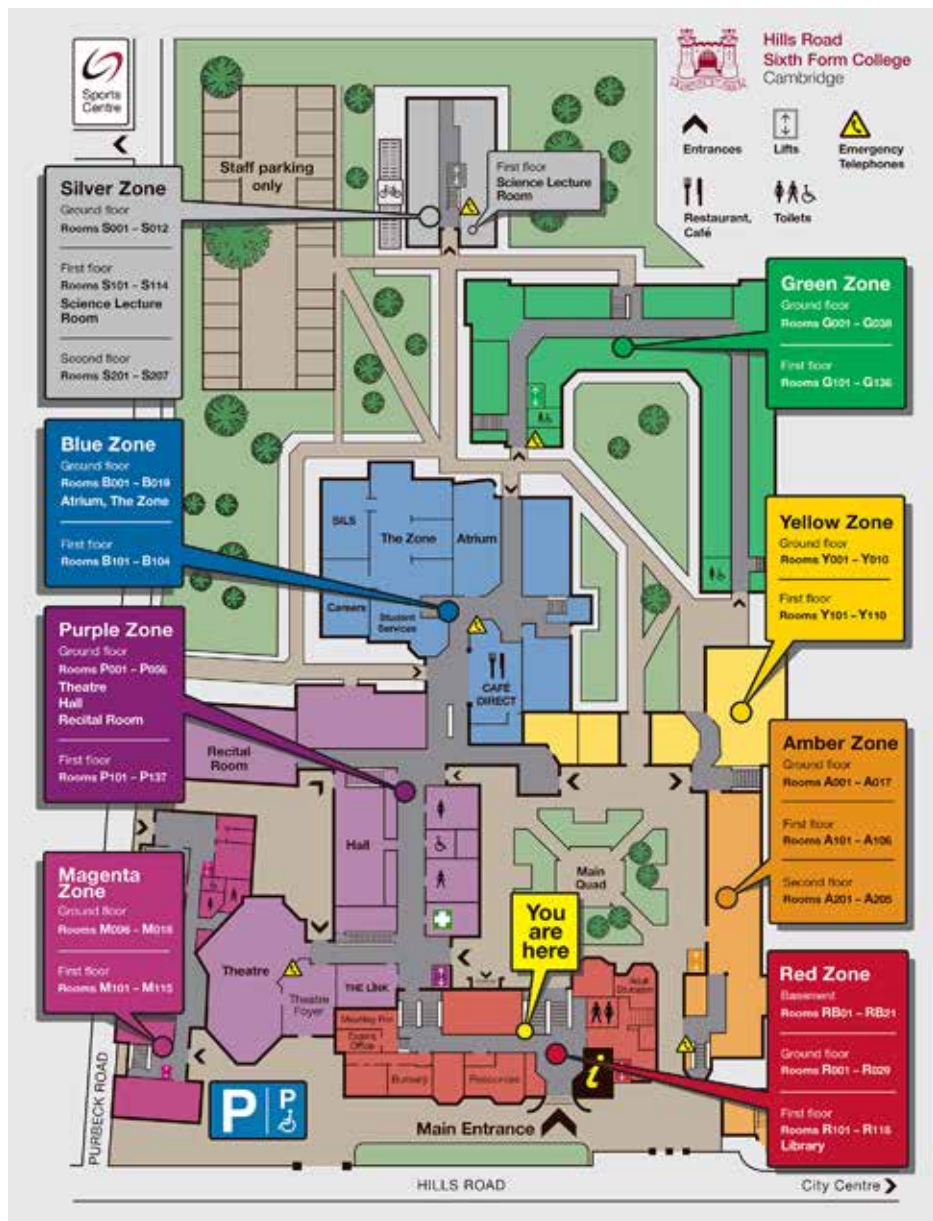 Sports
Centre
Hills Road
Sixth Form College
Cambridge
Entrances
Lifts
Emergency
Telephones
Restaurant,
Café
Toilets
Staff parking
only
First floor
Science Lecture
Room
Silver Zone
Ground floor
Rooms S001 – S012
First floor
Rooms S101 – S114
Science Lecture
Room
Second floor
Rooms S201 – S207
Green Zone
Ground floor
Rooms G001 – G038
First floor
Rooms G101 – G136
Blue Zone
Ground floor
Rooms B001 – B019
Atrium, The Zone
First floor
Rooms B101 – B104
SILS
The Zone
Atrium
Careers
Student
Services
CAFE
DIRECT
Yellow Zone
Ground floor
Rooms Y001 – Y010
First floor
Rooms Y101 – Y110
Purple Zone
Ground floor
Rooms P001 – P056
Theatre
Hall
Recital Room
First floor
Rooms P101 – P137
Recital
Room
Hall
Amber Zone
Ground floor
Rooms A001 – A017
First floor
Rooms A101 – A106
Second floor
Rooms A201 – A205
Main
Quad
Magenta
Zone
Ground floor
Rooms M006 – M018
First floor
Rooms M101 – M115
You
are
here
Theatre
Theatre
Foyer
THE LINK
Exams
Office
Bursary
Resources
i
Red Zone
Basement
Rooms RB01 – RB21
Ground floor
Rooms R001 – R029
First floor
Rooms R101 – R118
Library
P
P
Main Entrance
PURBECK ROAD
HILLS ROAD
City Centre